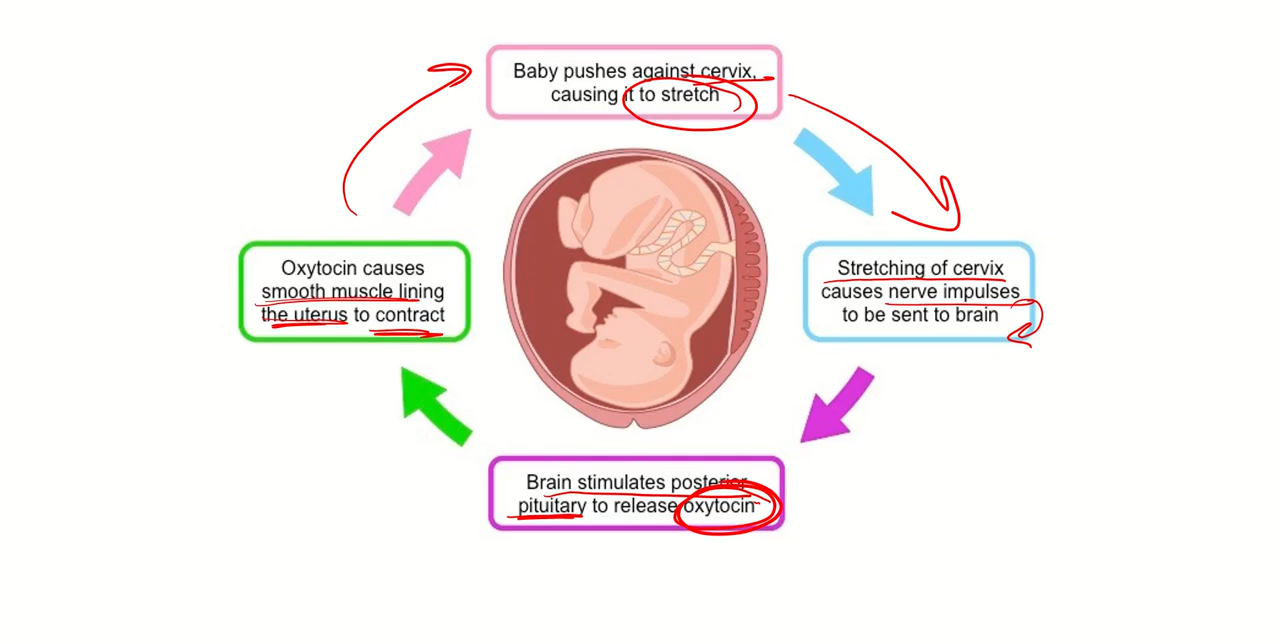 Baby pushes against cervix,
causing it to stretch
Oxytocin causes
smooth muscle lining
the uterus to contract
Stretching of cervix
causes nerve impulses
to be sent to brain
Brain stimulates posterior
pituitary to release oxytocin